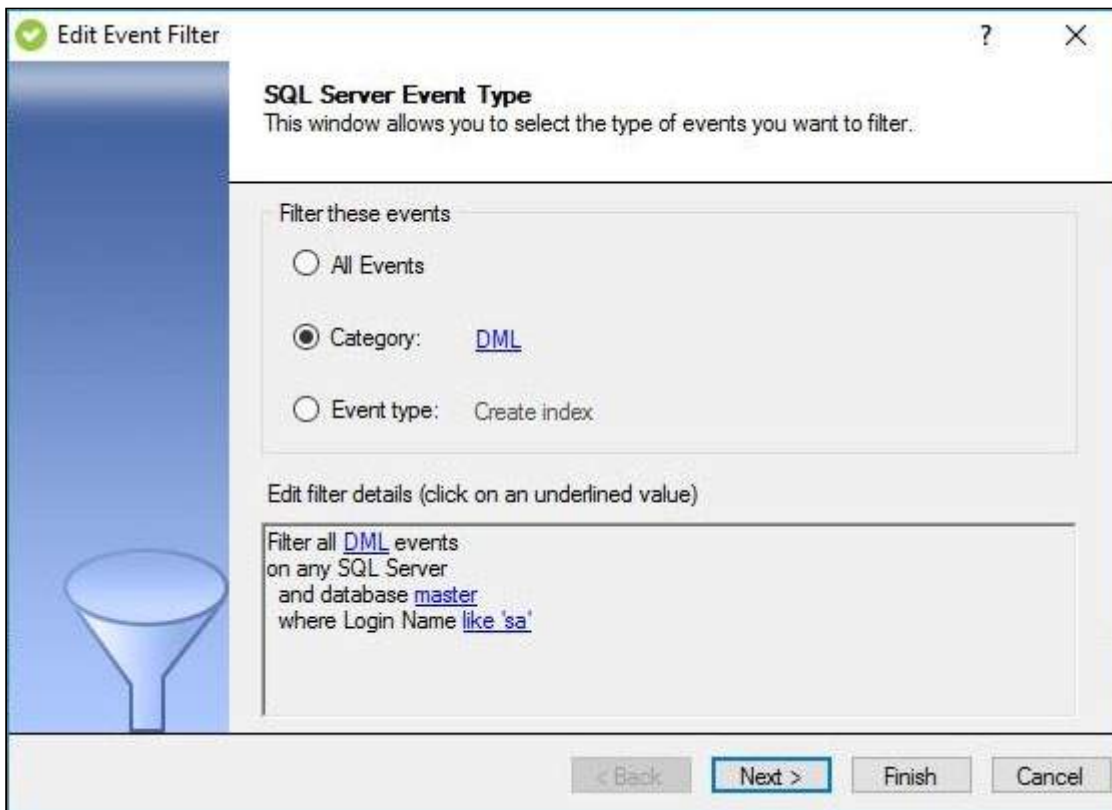 Edit Event Filter ?
SQL Server Event Type
This window allows you to select the type of events you want to filter.
Filter these events
All Events
Category: DML
Event type: Create index
Edit filter details (click on an underlined value)
Filter all DML events
on any SQL Server
and database master
where Login Name like 'sa'
< Back Next > Finish Cancel